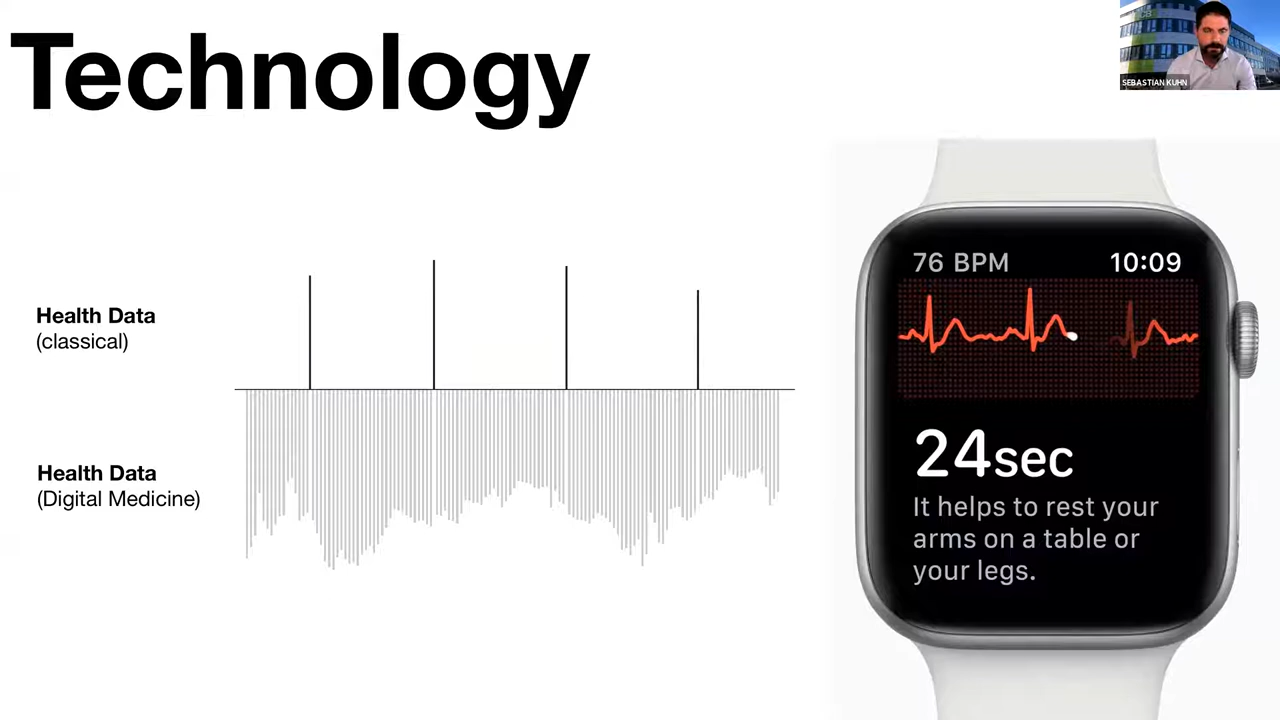 Technology
SEBASTIAN KUHN
Health Data
(classical)
Health Data
(Digital Medicine)
76 BPM
10:09
24sec
It helps to rest your
arms on a table or
your legs.